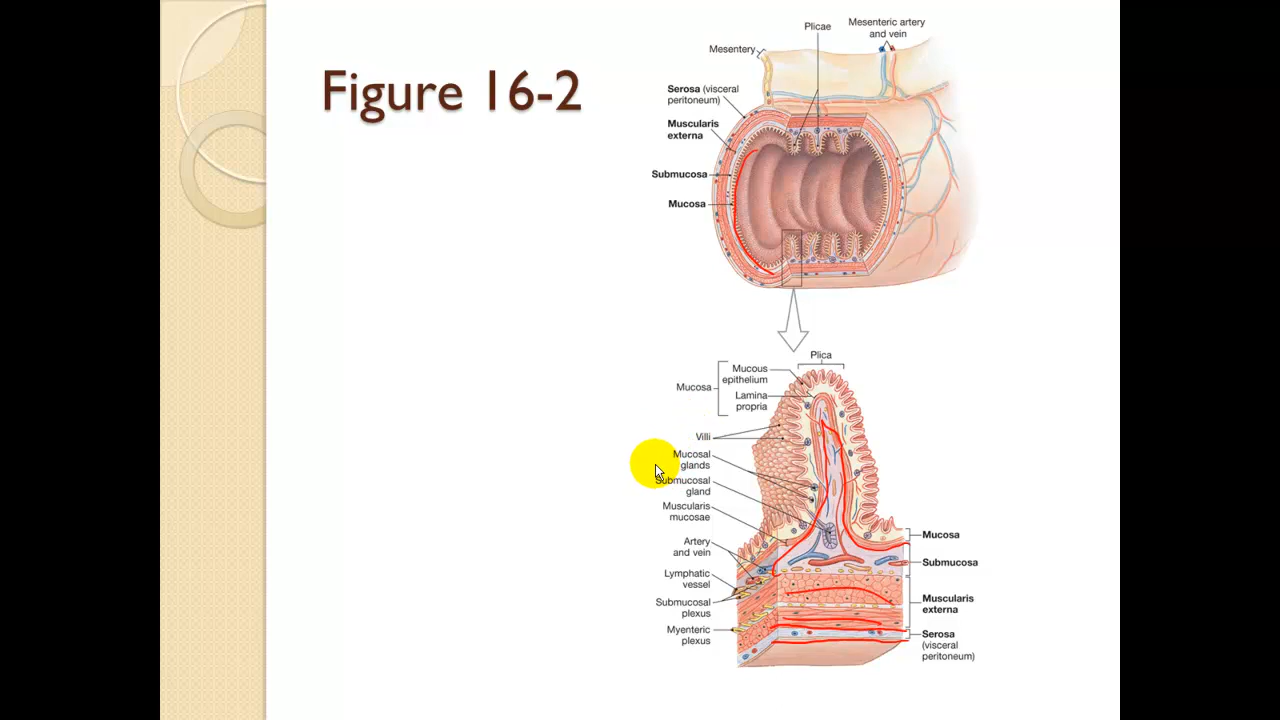 Figure 16-2
Plicae
Mesenteric artery
and vein
Mesentery
Serosa (visceral
peritoneum)
Muscularis
externa
Submucosa
Mucosa
Plica
Mucosa
Mucous
epithelium
Lamina
propria
Villi
Mucosal
glands
Submucosal
gland
Muscularis
mucosae
Artery
and vein
Lymphatic
vessel
Submucosal
plexus
Myenteric
plexus
Mucosa
Submucosa
Muscularis
externa
Serosa
(visceral
peritoneum)